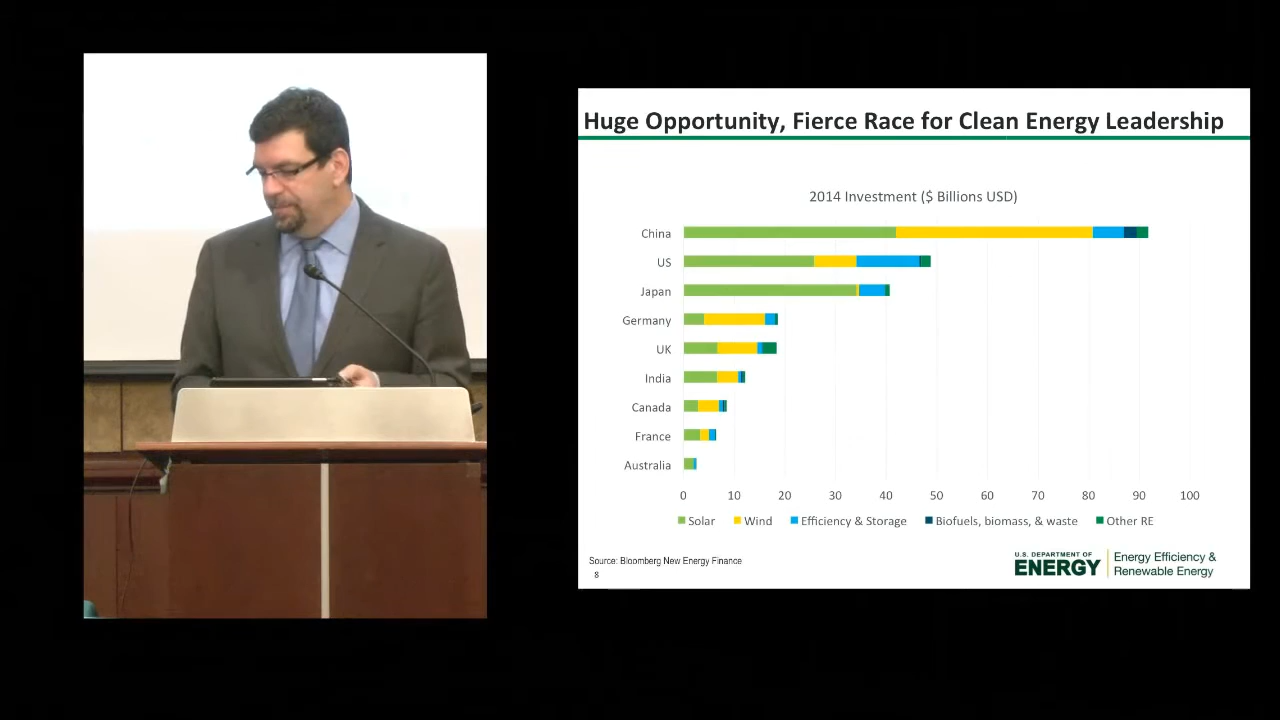 Huge Opportunity, Fierce Race for Clean Energy Leadership
2014 Investment ($ Billions USD)
China
US
Japan
Germany
UK
India
Canada
France
Australia
0 10 20 30 40 50 60 70 80 90 100
Solar Wind Efficiency & Storage Biofuels, biomass, & waste Other RE
Source: Bloomberg New Energy Finance
8
U.S. DEPARTMENT OF
ENERGY
Energy Efficiency &
Renewable Energy